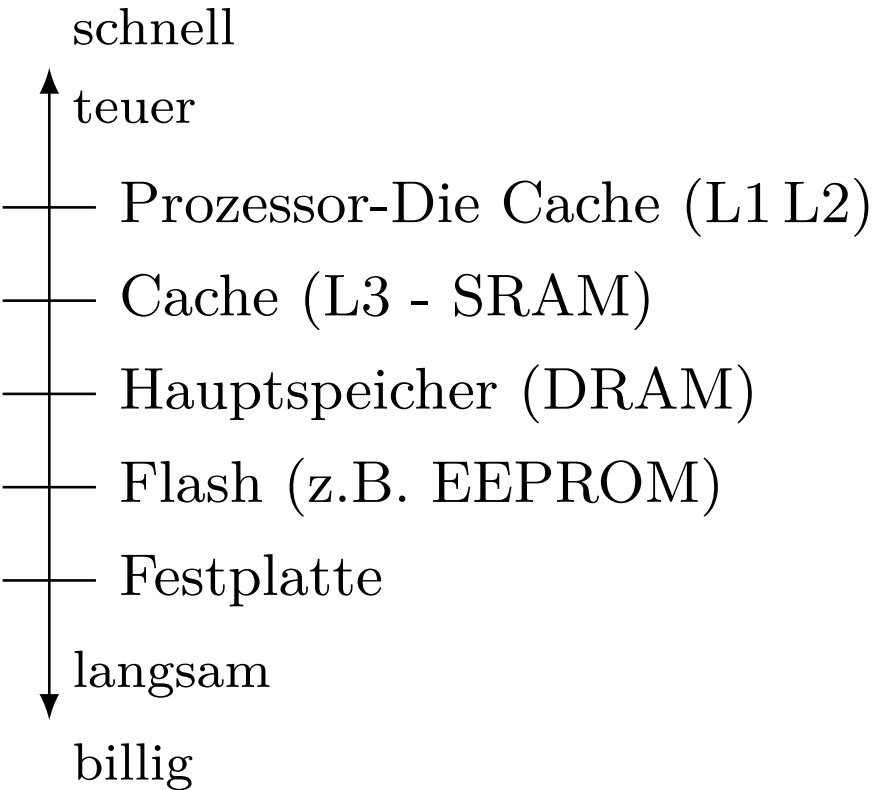 schnell
teuer
Prozessor-Die Cache (L1 L2)
Cache (L3 - SRAM)
Hauptspeicher (DRAM)
Flash (z.B. EEPROM)
Festplatte
langsam
billig